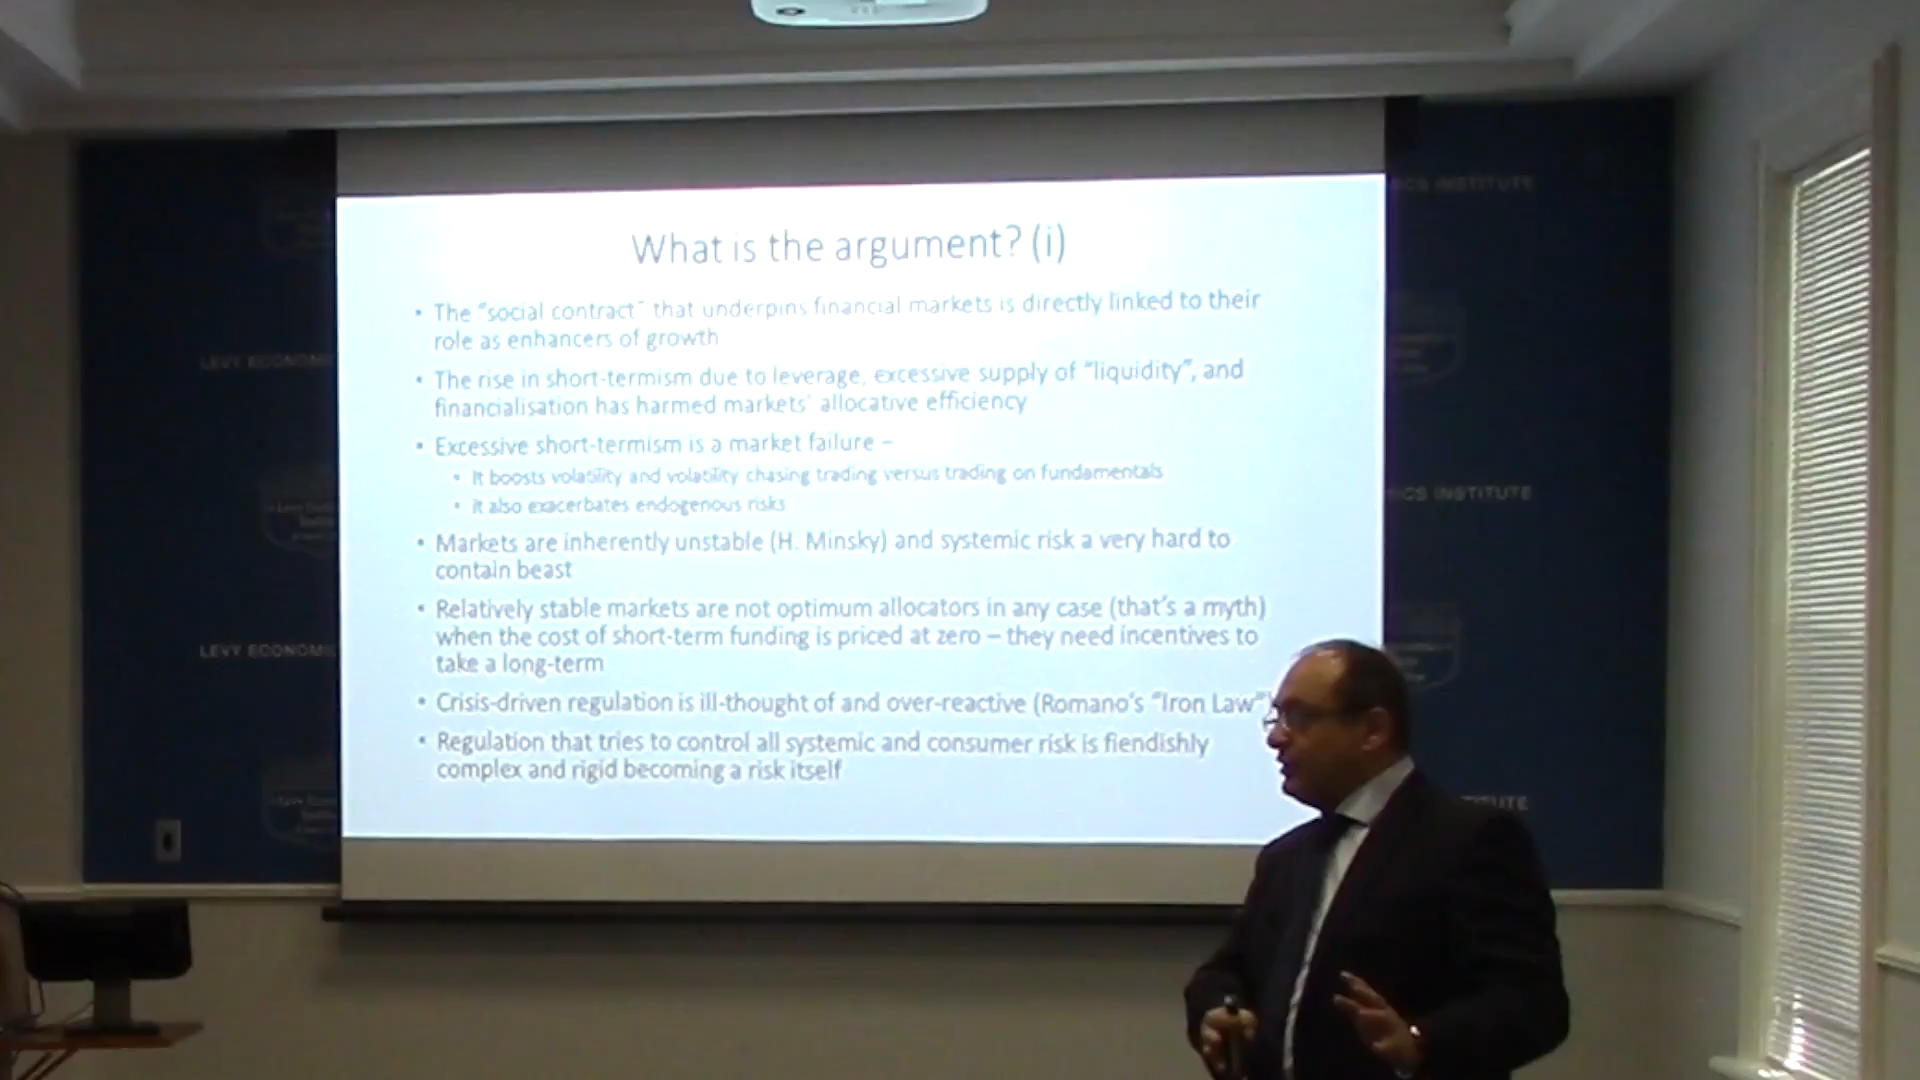 What is the argument? (i)
• The "social contract" that underpins financial markets is directly linked to their
role as enhancers of growth
• The rise in short-termism due to leverage, excessive supply of "liquidity", and
financialisation has harmed markets' allocative efficiency
• Excessive short-termism is a market failure –
• It boosts volatility and volatility chasing trading versus trading on fundamentals
• It also exacerbates endogenous risks
• Markets are inherently unstable (H. Minsky) and systemic risk a very hard to
contain beast
• Relatively stable markets are not optimum allocators in any case (that's a myth)
when the cost of short-term funding is priced at zero – they need incentives to
take a long-term
• Crisis-driven regulation is ill-thought of and over-reactive (Romano's "Iron Law")
• Regulation that tries to control all systemic and consumer risk is fiendishly
complex and rigid becoming a risk itself
LEVY ECONOMI
LEVY ECONOMI
ICS INSTITUTE
ICS INSTITUTE
TITUTE